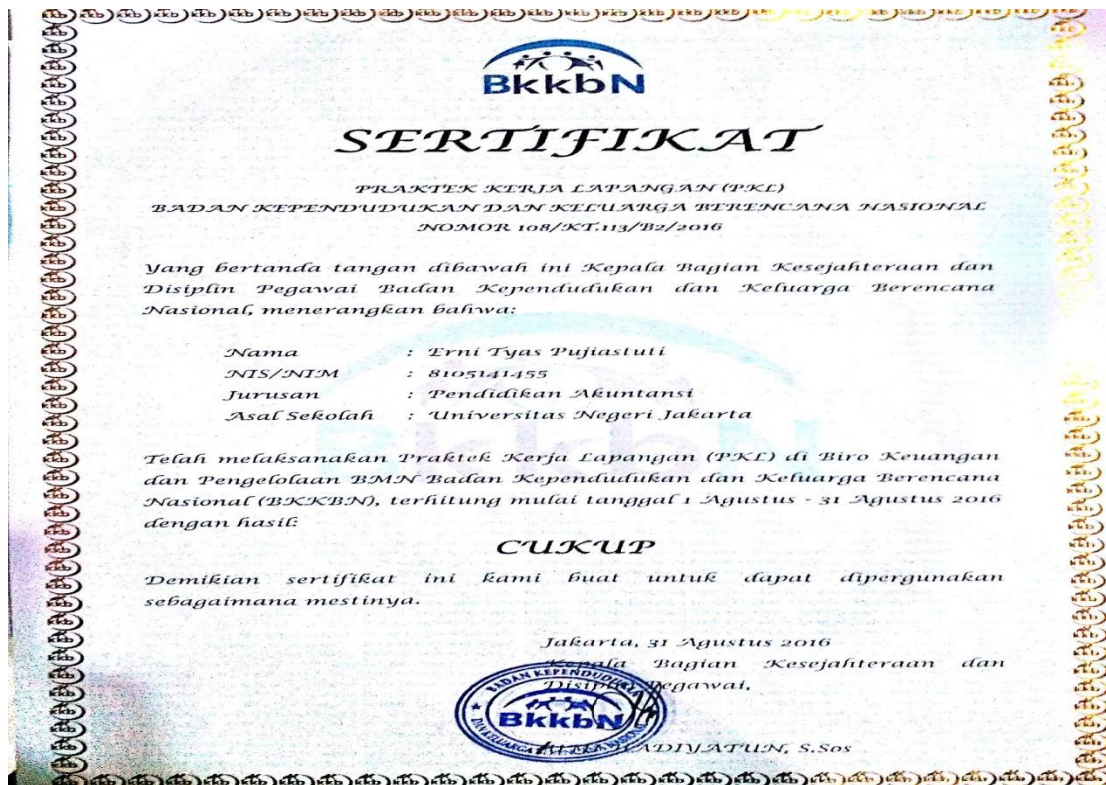 BkkbN
SERTIFIKAT
PRAKTEK KERJA LAPANGAN (PKL)
BADAN KEPENDUDUKAN DAN KELUARGA BERENCANA NASIONAL
NOMOR 108/KT.113/B2/2016
Yang bertanda tangan dibawah ini Kepala Bagian Kesejahteraan dan
Disiplin Pegawai Badan Kependudukan dan Keluarga Berencana
Nasional, menerangkan bahwa:
Nama : Erni Tyas Pujiastuti
NIS/NIM : 8105141455
Jurusan : Pendidikan Akuntansi
Asal Sekolah : Universitas Negeri Jakarta
Telah melaksanakan Praktek Kerja Lapangan (PKL) di Biro Keuangan
dan Pengelolaan BMN Badan Kependudukan dan Keluarga Berencana
Nasional (BKKBN), terhitung mulai tanggal 1 Agustus - 31 Agustus 2016
dengan hasil:
CUKUP
Demikian sertifikat ini kami buat untuk dapat dipergunakan
sebagaimana mestinya.
Jakarta, 31 Agustus 2016
Kepala Bagian Kesejahteraan dan
Disiplin Pegawai,
BADAN KEPENDUDUKAN
BkkbN
DAN KELUARGA
S.Sos